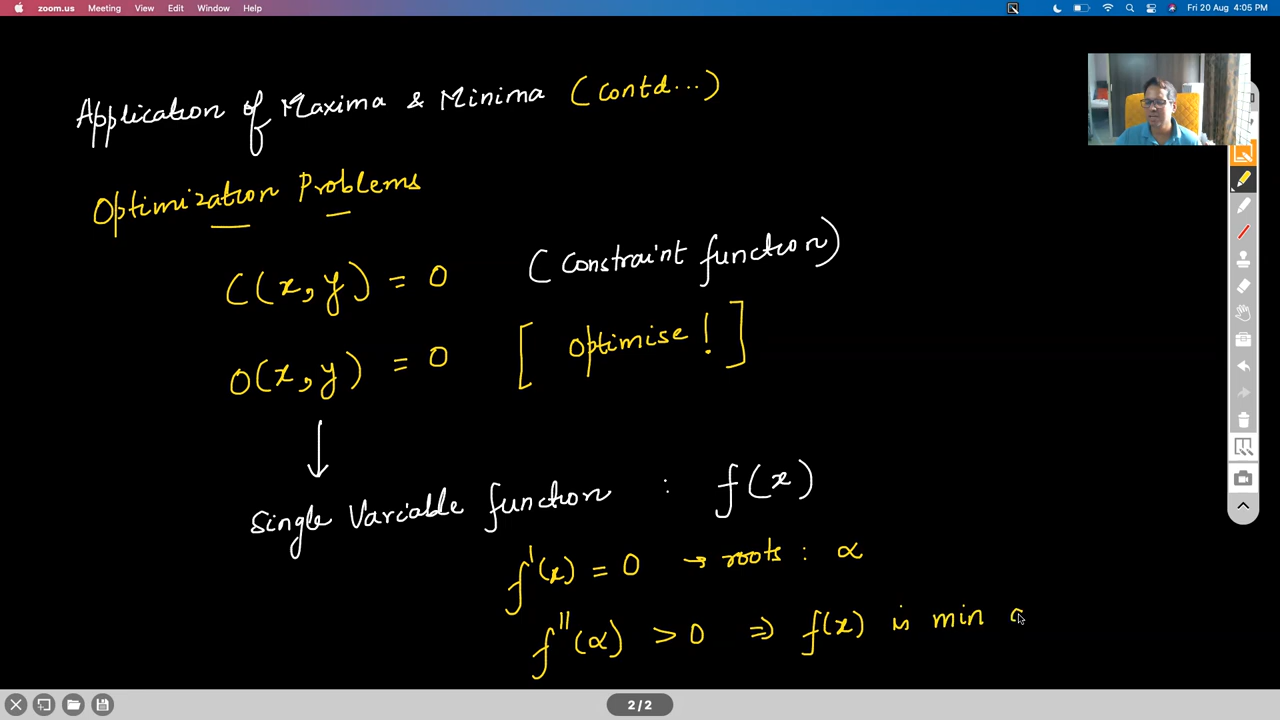 zoom.us Meeting View Edit Window Help Fri 20 Aug 4:05 PM
Application of Maxima & Minima (contd...)
Optimization Problems
C(x,y) = 0 (Constraint function)
O(x,y) = 0 [ Optimise! ]
↓
Single Variable function : f(x)
f'(x) = 0 → roots : α
f''(α) > 0 ⇒ f(x) is min
2/2